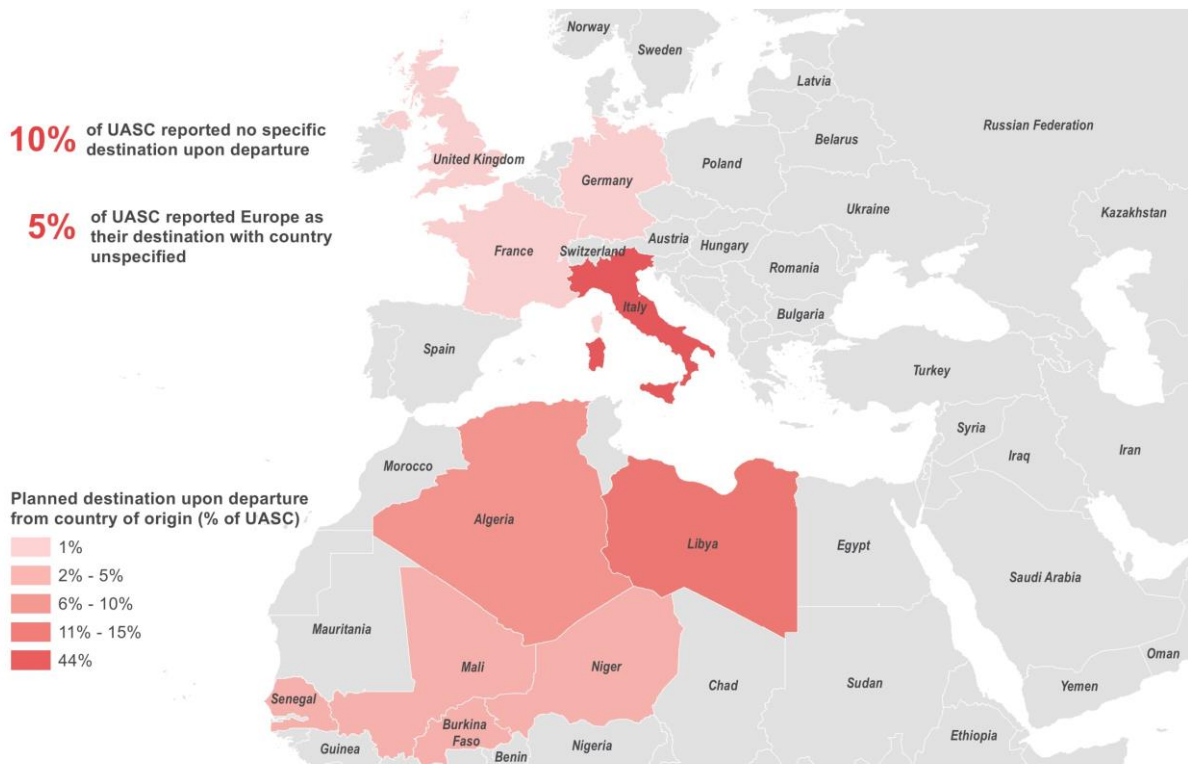 Norway
Sweden
Latvia
10% of UASC reported no specific
destination upon departure
Russian Federation
Belarus
United Kingdom
Poland
Germany
5% of UASC reported Europe as
their destination with country
unspecified
Ukraine
Kazakhstan
France
Switzerland
Austria
Hungary
Romania
Italy
Bulgaria
Spain
Turkey
Syria
Iraq
Iran
Morocco
Planned destination upon departure
from country of origin (% of UASC)
1%
2% - 5%
6% - 10%
11% - 15%
44%
Algeria
Libya
Egypt
Saudi Arabia
Mauritania
Mali
Niger
Chad
Sudan
Oman
Yemen
Senegal
Burkina
Faso
Guinea
Benin
Nigeria
Ethiopia